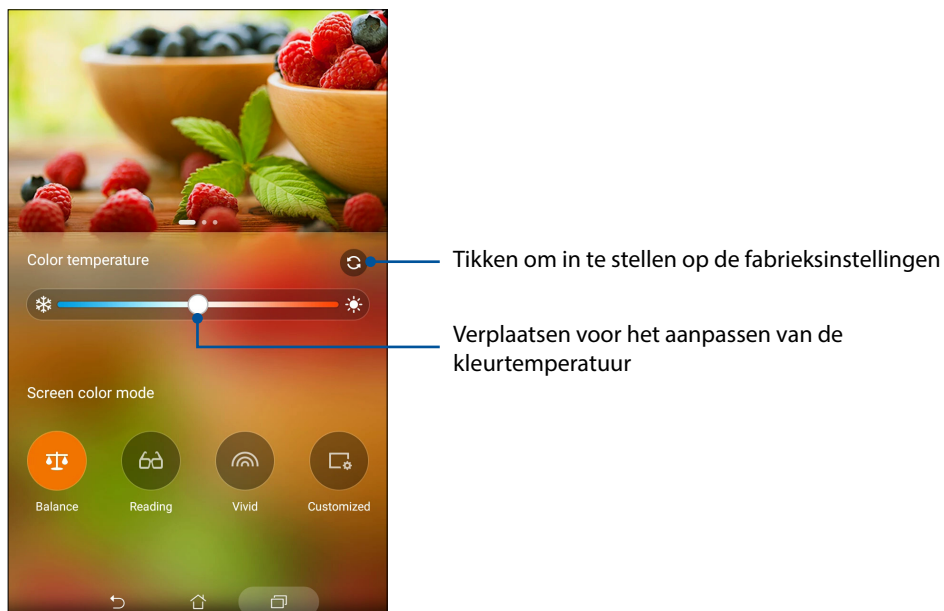 Color temperature
Tikken om in te stellen op de fabrieksinstellingen
Verplaatsen voor het aanpassen van de
kleurtemperatuur
Screen color mode
Balance
Reading
Vivid
Customized